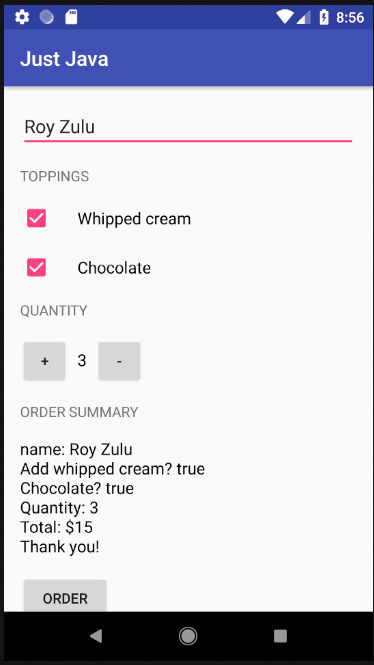 8:56
Just Java
Roy Zulu
TOPPINGS
Whipped cream
Chocolate
QUANTITY
+ 3 -
ORDER SUMMARY
name: Roy Zulu
Add whipped cream? true
Chocolate? true
Quantity: 3
Total: $15
Thank you!
ORDER